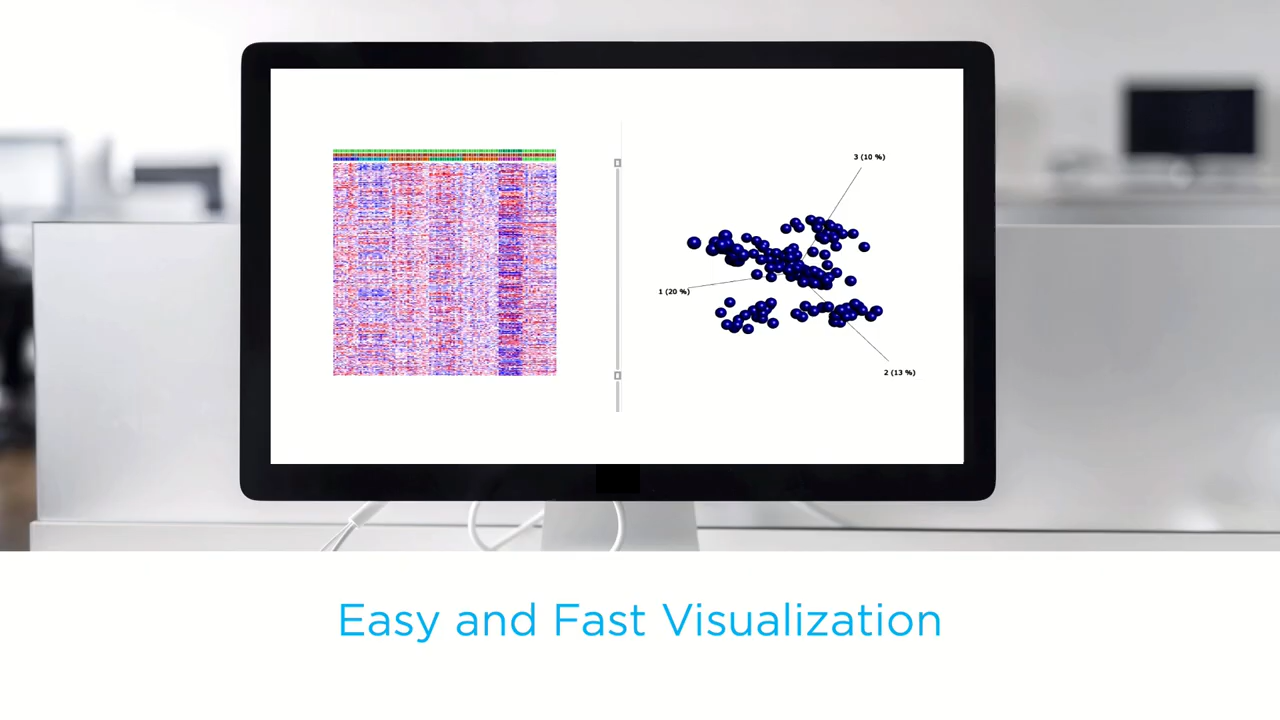 3 (10 %)
1 (20 %)
2 (13 %)
Easy and Fast Visualization